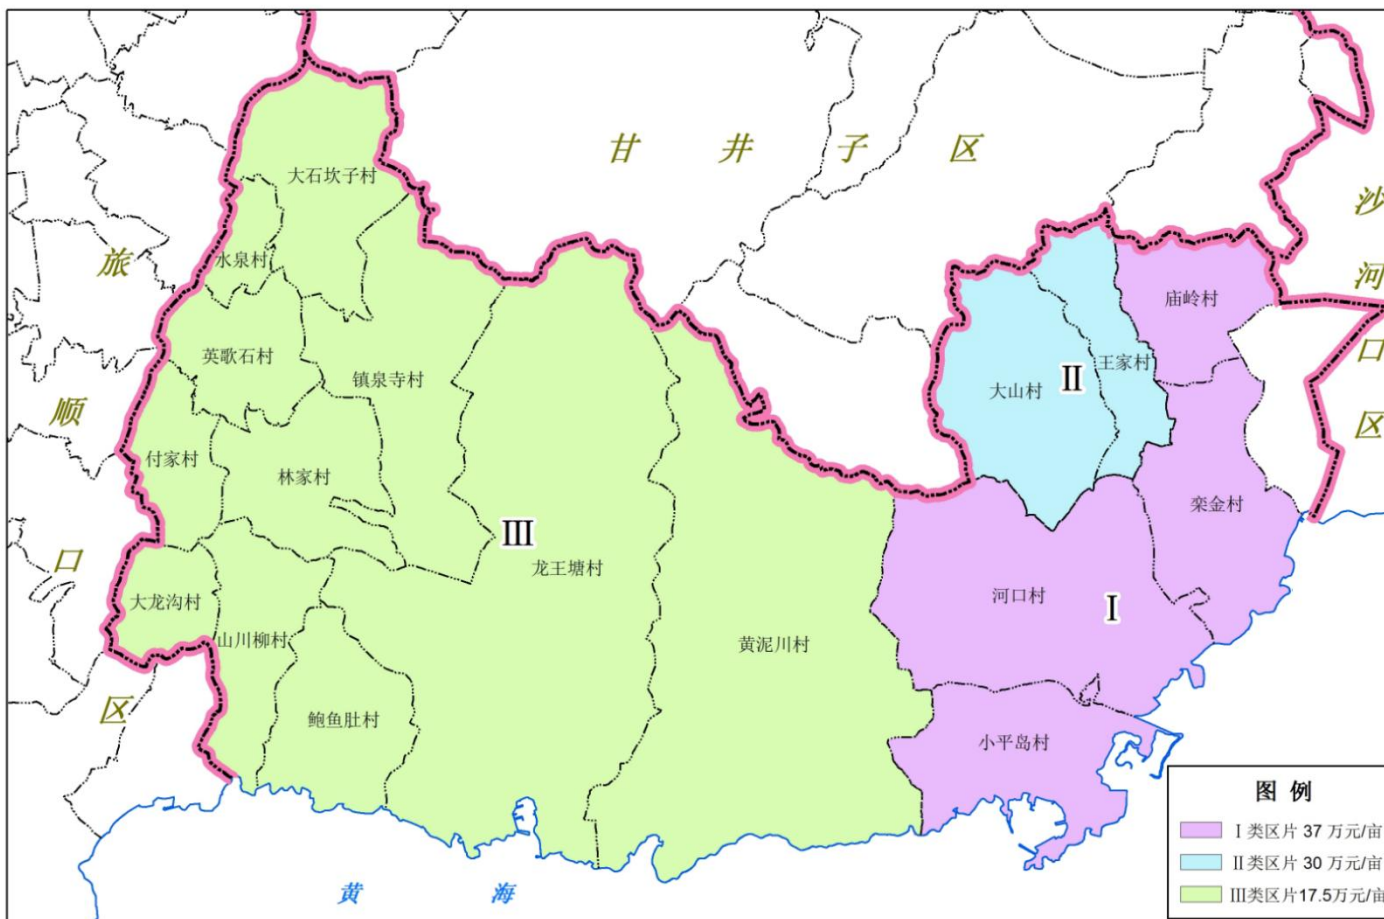 甘井子区
沙河口区
旅顺口区
大石坎子村
水泉村
英歌石村
镇泉寺村
付家村
林家村
大龙沟村
山川柳村
鲍鱼肚村
龙王塘村
黄泥川村
Ⅲ
大山村
王家村
Ⅱ
庙岭村
栾金村
河口村
Ⅰ
小平岛村
黄海
图例
Ⅰ类区片 37 万元/亩
Ⅱ类区片 30 万元/亩
Ⅲ类区片17.5万元/亩